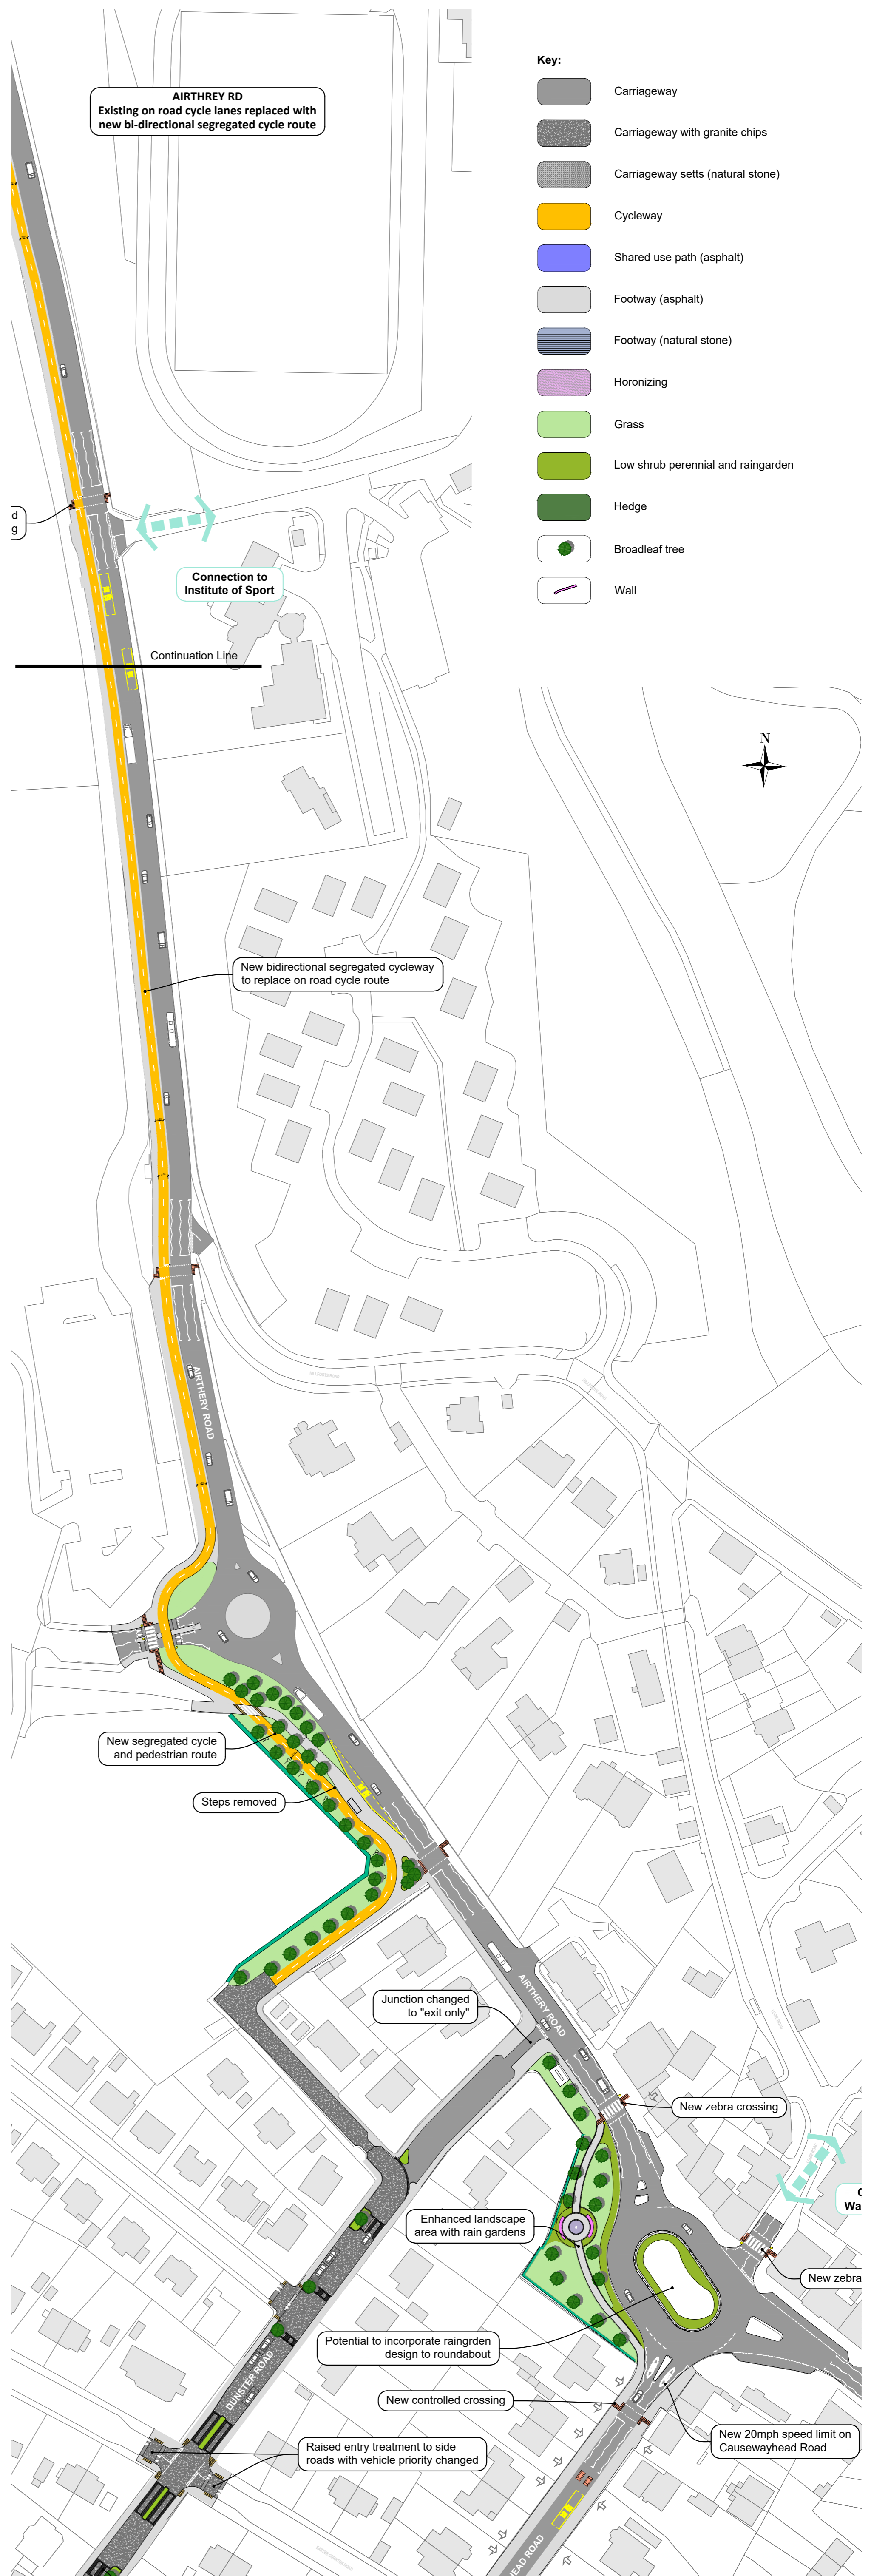 AIRTHREY RD
Existing on road cycle lanes replaced with
new bi-directional segregated cycle route
Key:
Carriageway
Carriageway with granite chips
Carriageway setts (natural stone)
Cycleway
Shared use path (asphalt)
Footway (asphalt)
Footway (natural stone)
Horonizing
Grass
Low shrub perennial and raingarden
Hedge
Broadleaf tree
Wall
d
g
Connection to
Institute of Sport
Continuation Line
N
New bidirectional segregated cycleway
to replace on road cycle route
AIRTHERY ROAD
New segregated cycle
and pedestrian route
Steps removed
Junction changed
to "exit only"
AIRTHERY ROAD
New zebra crossing
Enhanced landscape
area with rain gardens
C
Wa
New zebra
Potential to incorporate raingrden
design to roundabout
DUNSTER ROAD
New controlled crossing
New 20mph speed limit on
Causewayhead Road
Raised entry treatment to side
roads with vehicle priority changed
HEAD ROAD